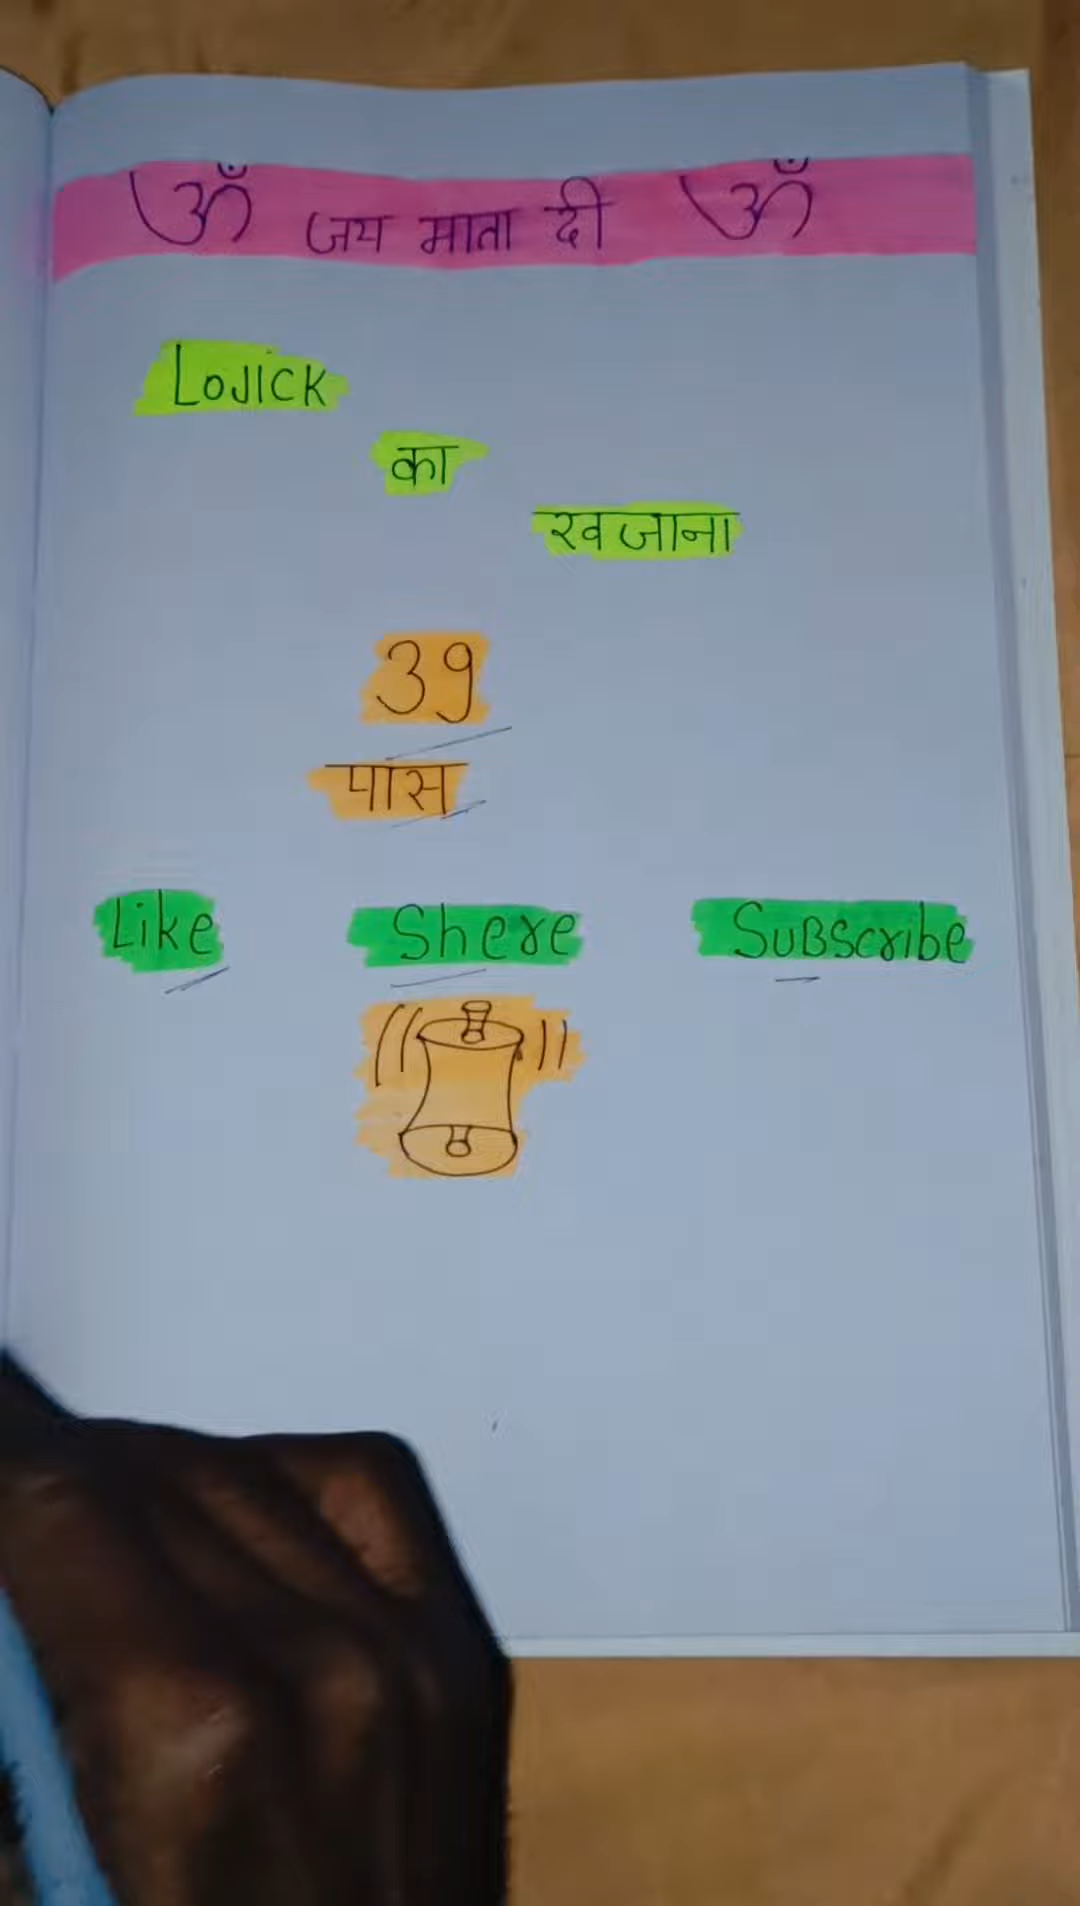 ॐ जय माता दी ॐ
LOJICK
का
खजाना
39
पास
Like Shere SuBscribe